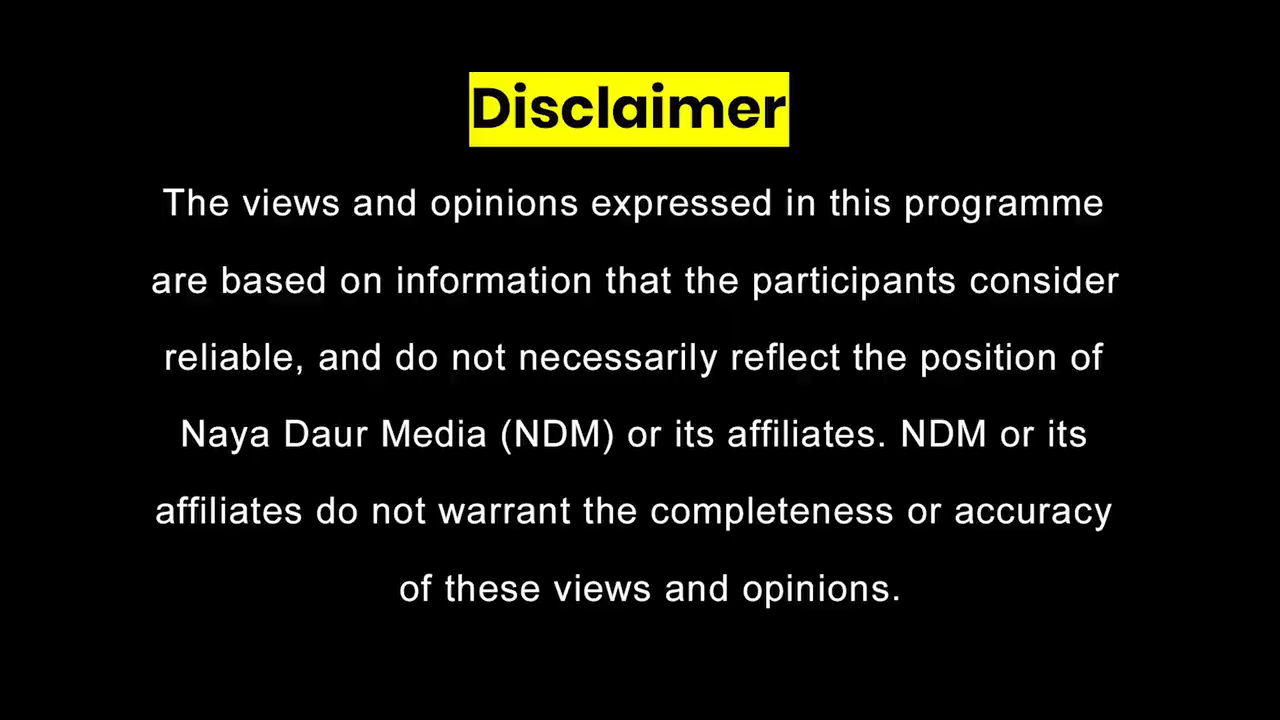 Disclaimer
The views and opinions expressed in this programme
are based on information that the participants consider
reliable, and do not necessarily reflect the position of
Naya Daur Media (NDM) or its affiliates. NDM or its
affiliates do not warrant the completeness or accuracy
of these views and opinions.